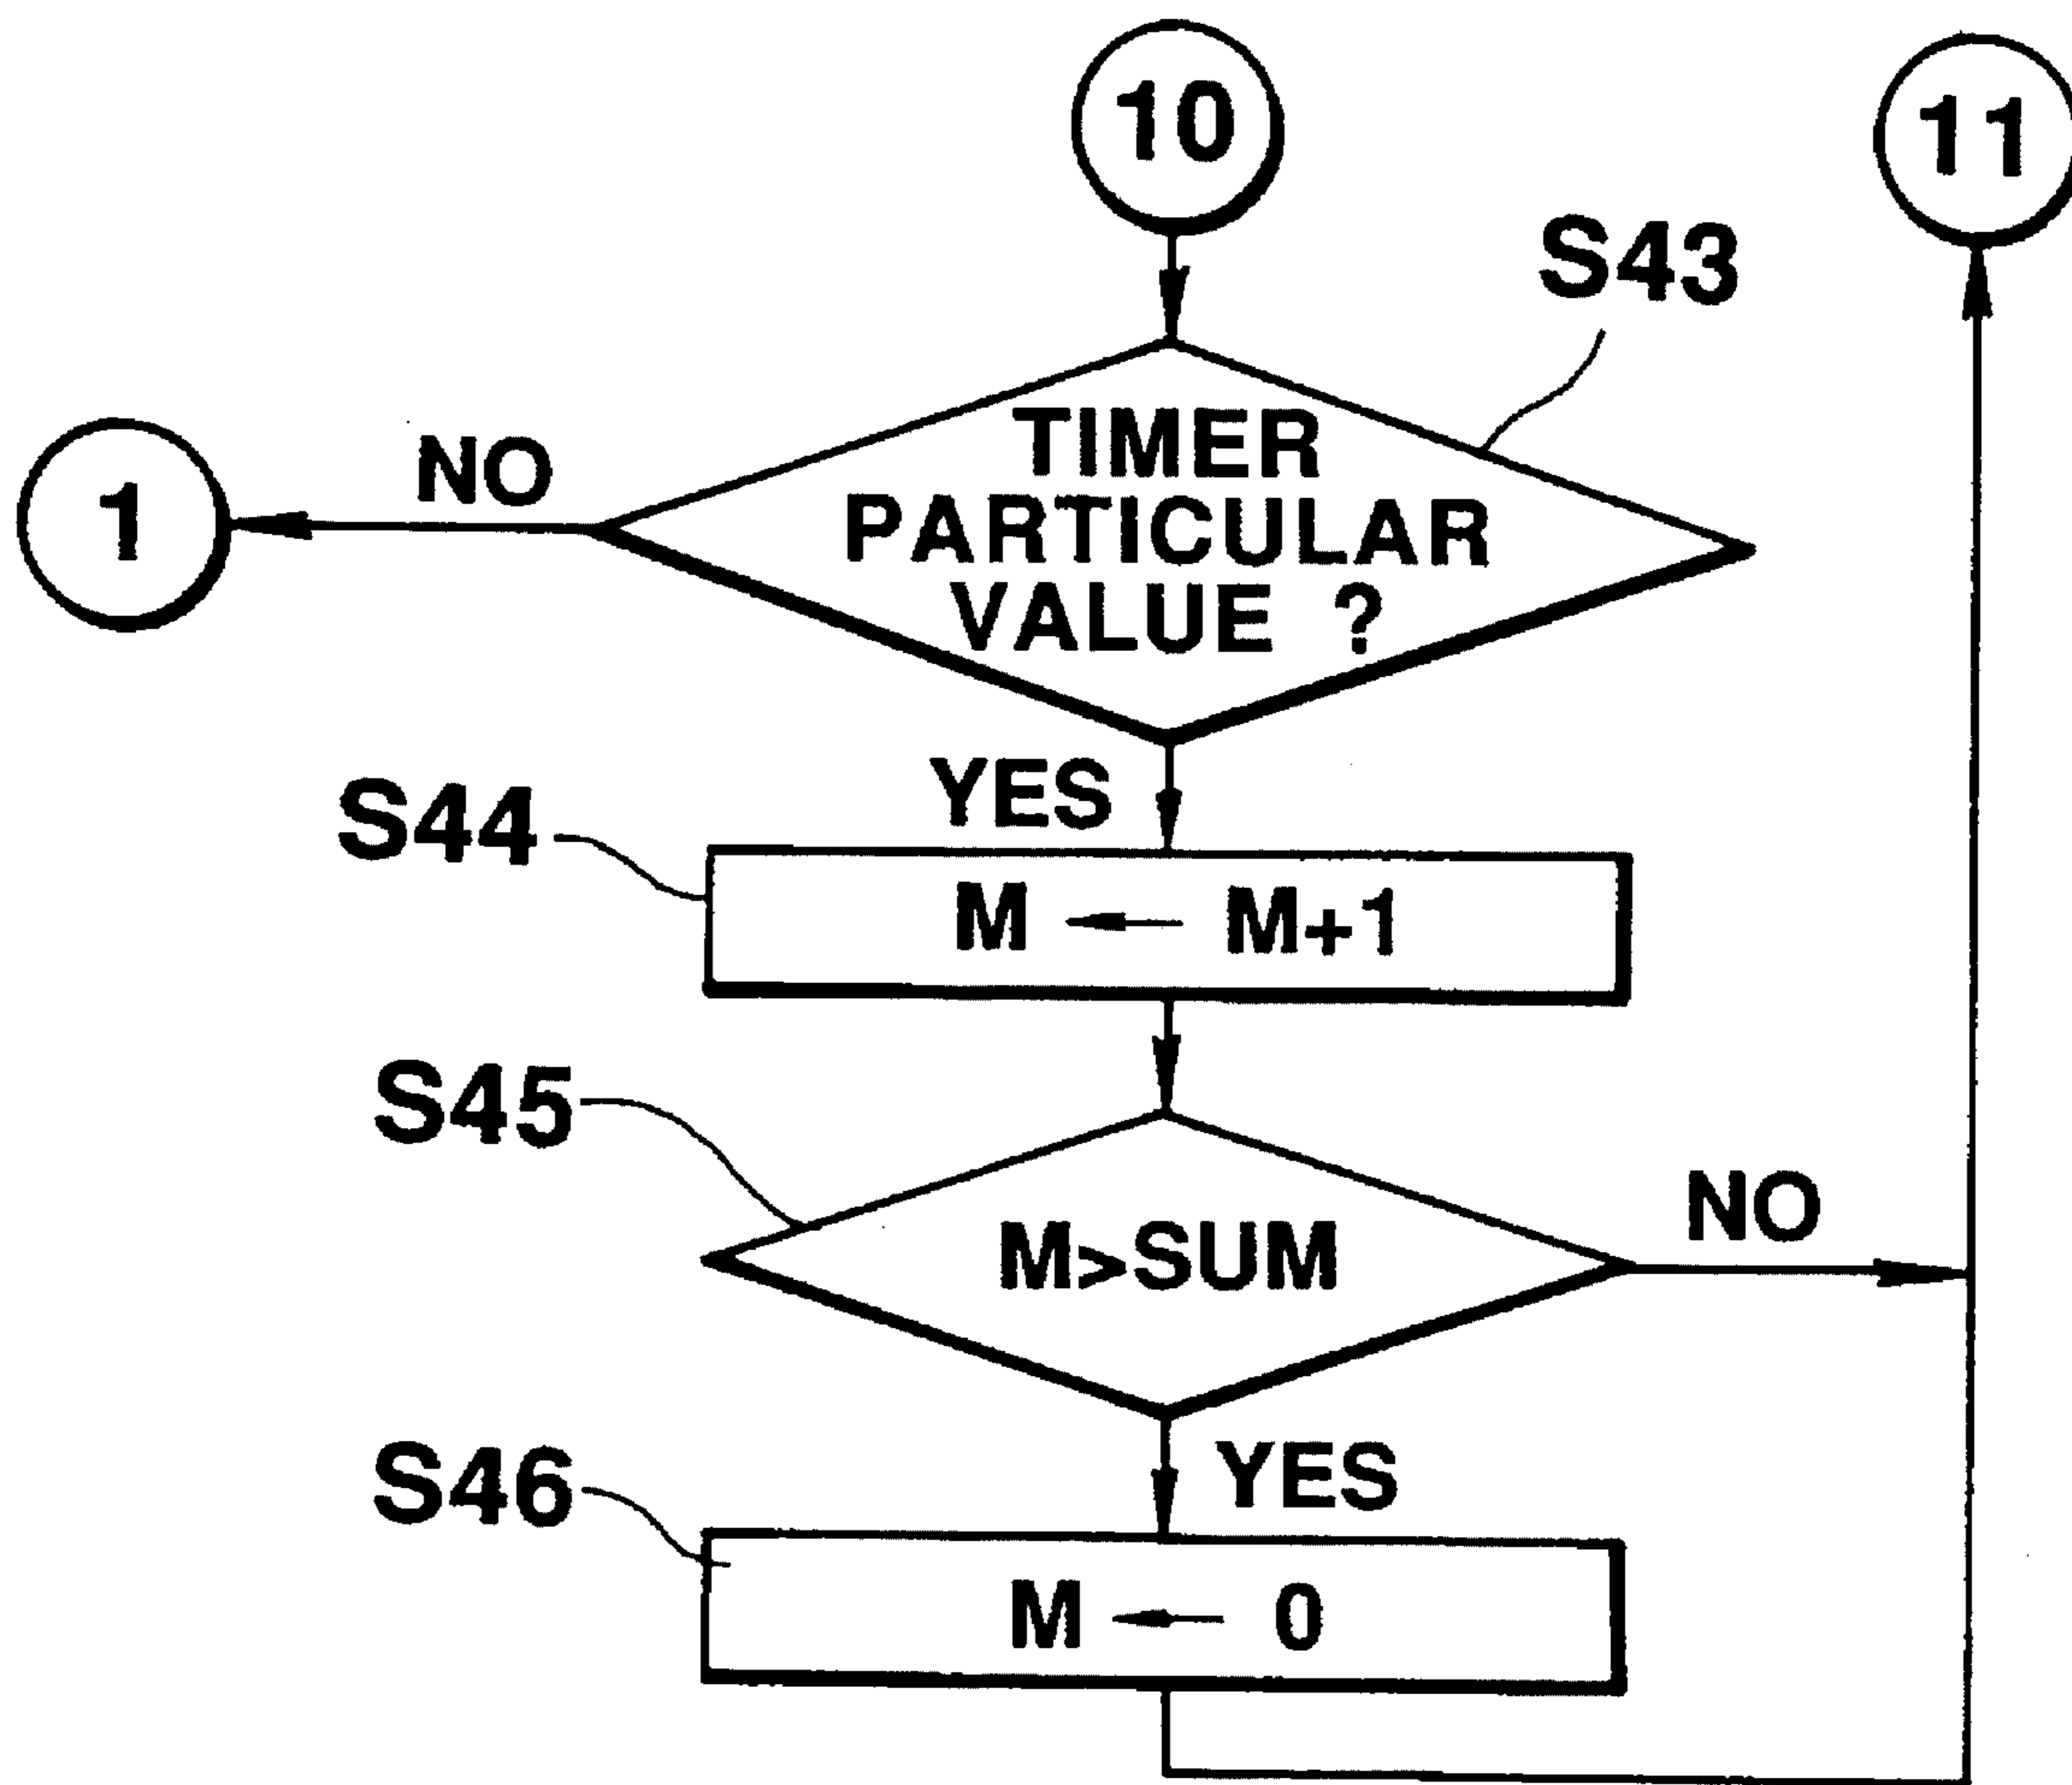 10
11
S43
TIMER
PARTICULAR
VALUE ?
NO
1
YES
S44
M ← M+1
S45
M>SUM
NO
YES
S46
M ← 0